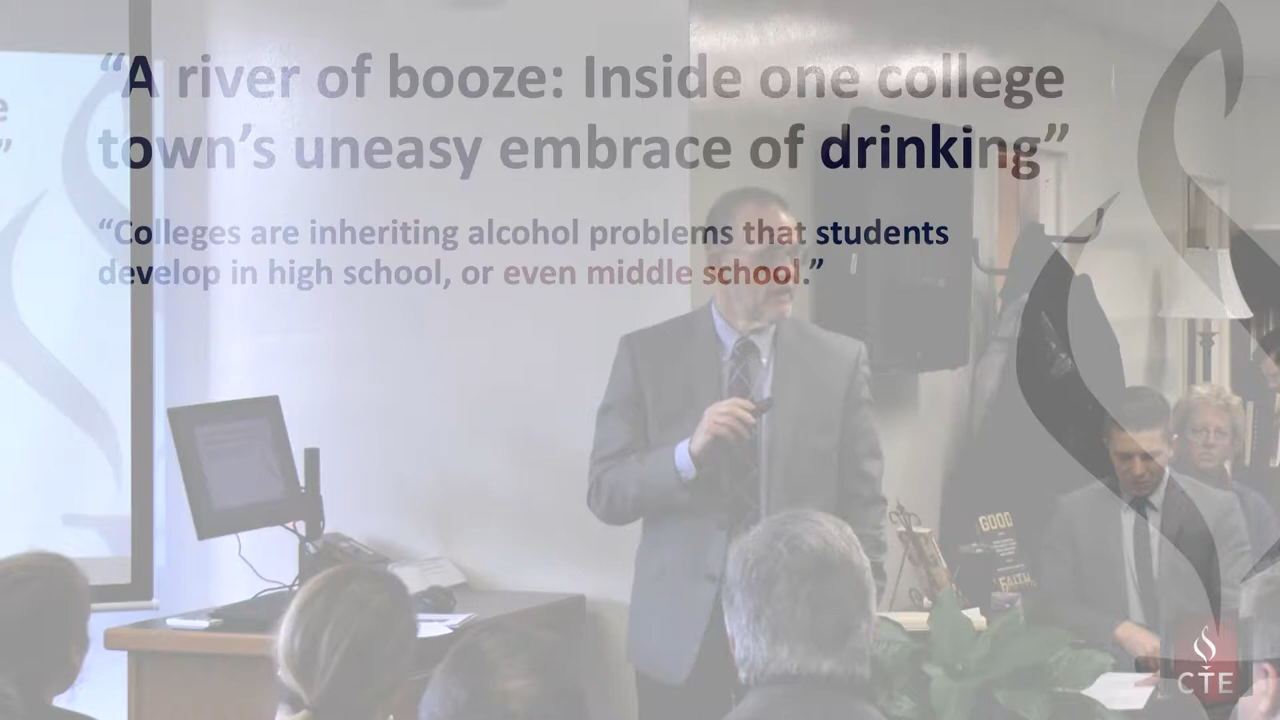 “A river of booze: Inside one college
town’s uneasy embrace of drinking”
“Colleges are inheriting alcohol problems that students
develop in high school, or even middle school.”
e
”
GOOD
FAITH
CTE